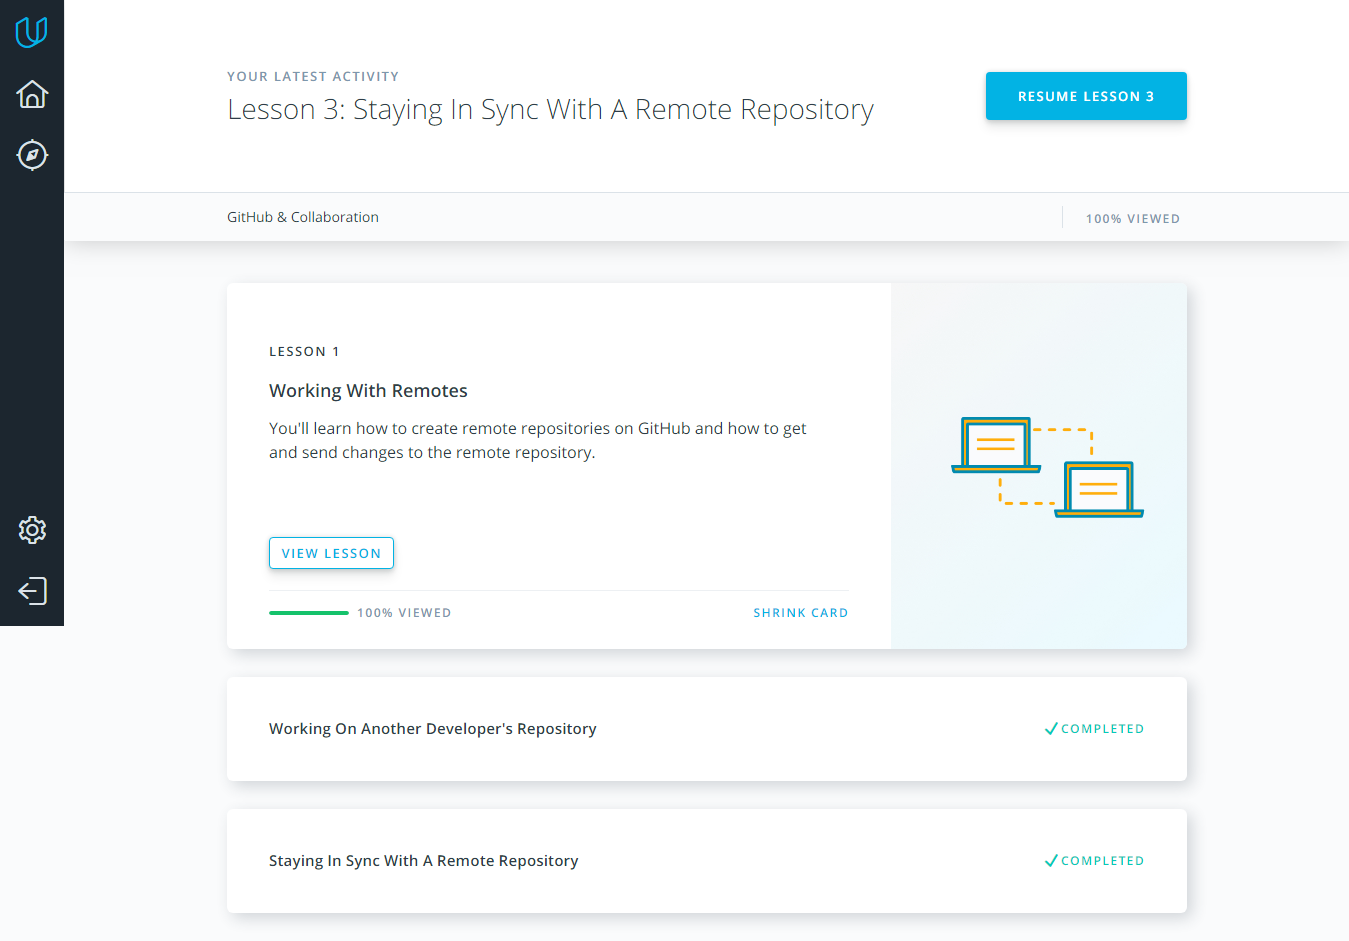 YOUR LATEST ACTIVITY
Lesson 3: Staying In Sync With A Remote Repository
RESUME LESSON 3
GitHub & Collaboration
100% VIEWED
LESSON 1
Working With Remotes
You'll learn how to create remote repositories on GitHub and how to get
and send changes to the remote repository.
VIEW LESSON
100% VIEWED
SHRINK CARD
Working On Another Developer's Repository
COMPLETED
Staying In Sync With A Remote Repository
COMPLETED